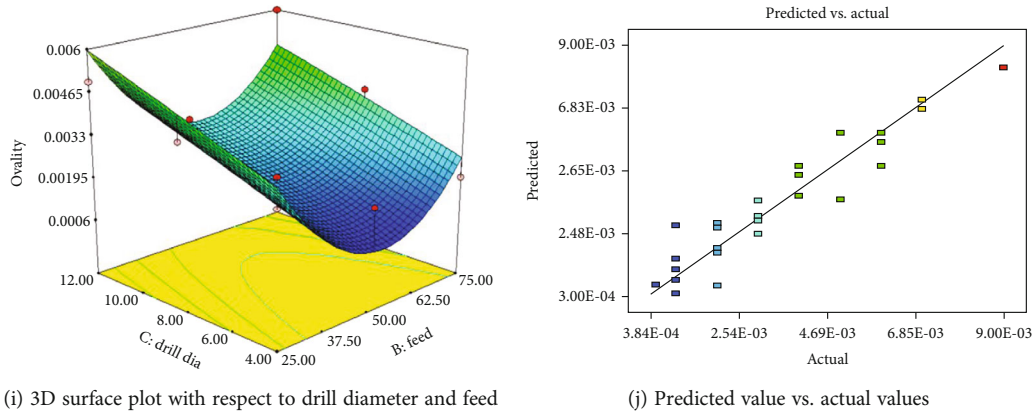 0.006
0.00465
0.0033
0.00195
0.0006
Ovality
12.00
10.00
8.00
6.00
4.00
C: drill dia
25.00
37.50
50.00
62.50
75.00
B: feed
(i) 3D surface plot with respect to drill diameter and feed
Predicted vs. actual
9.00E-03
6.83E-03
2.65E-03
2.48E-03
3.00E-04
Predicted
3.84E-04
2.54E-03
4.69E-03
6.85E-03
9.00E-03
Actual
(j) Predicted value vs. actual values